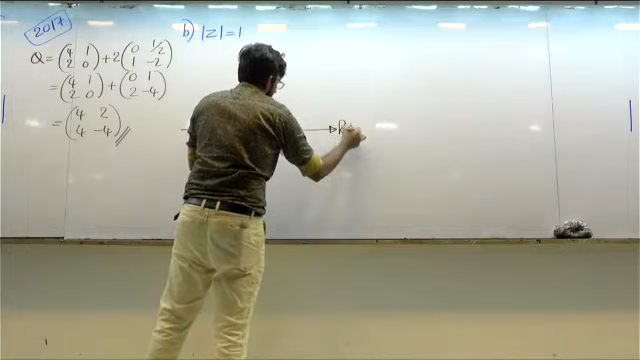 2017
Q = (4 1 / 2 0) + 2 (0 1/2 / 1 -2)
= (4 1 / 2 0) + (0 1 / 2 -4)
= (4 2 / 4 -4)
b) |z| = 1